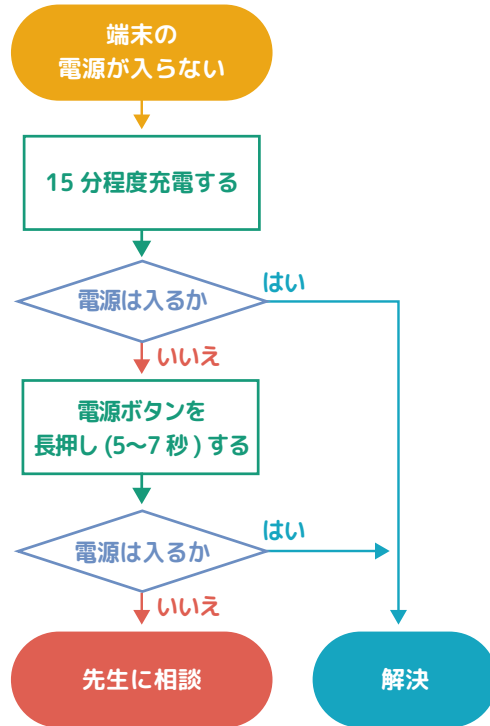 端末の
電源が入らない
15分程度充電する
電源は入るか
はい
いいえ
電源ボタンを
長押し(5〜7秒)する
電源は入るか
はい
いいえ
先生に相談
解決